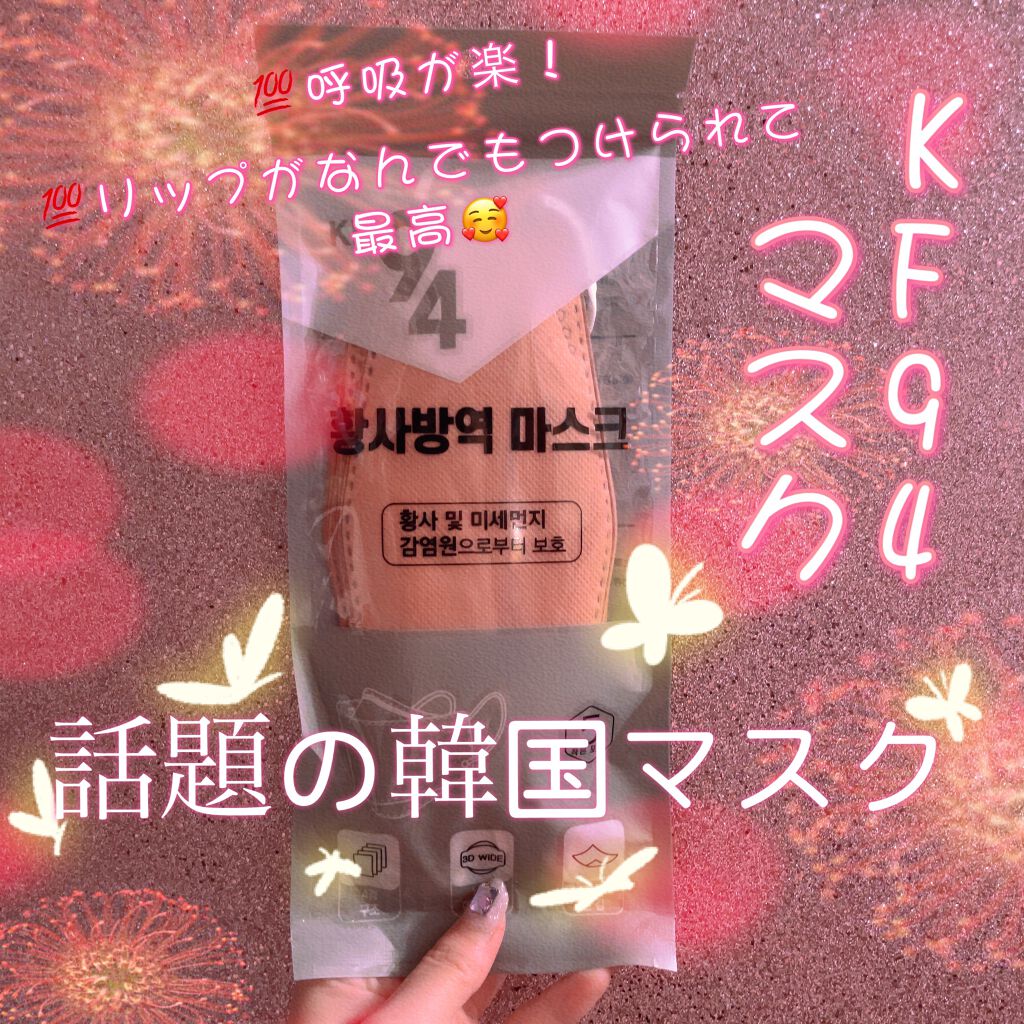 💯呼吸が楽！
💯リップがなんでもつけられて
最高🥰
KF94
マスク
94
황사방역 마스크
황사 및 미세먼지
감염원으로부터 보호
話題の韓国マスク
3D WIDE